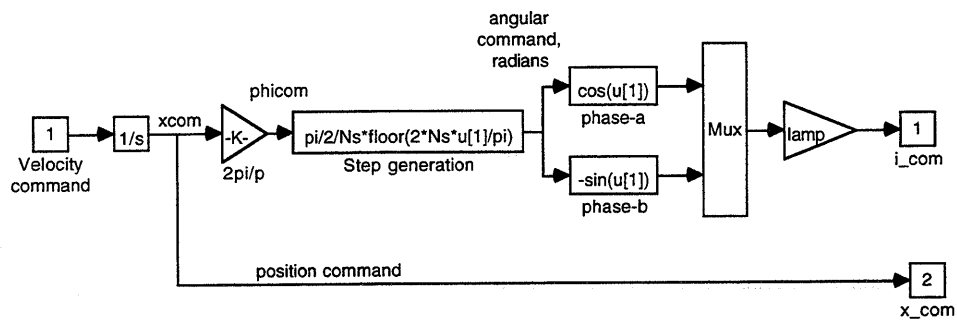 angular
command,
radians
phicom
cos(u[1])
phase-a
xcom
1
1/s
-K-
pi/2/Ns*floor(2*Ns*u[1]/pi)
Mux
Iamp
1
Velocity
command
2pi/p
Step generation
i_com
-sin(u[1])
phase-b
position command
2
x_com